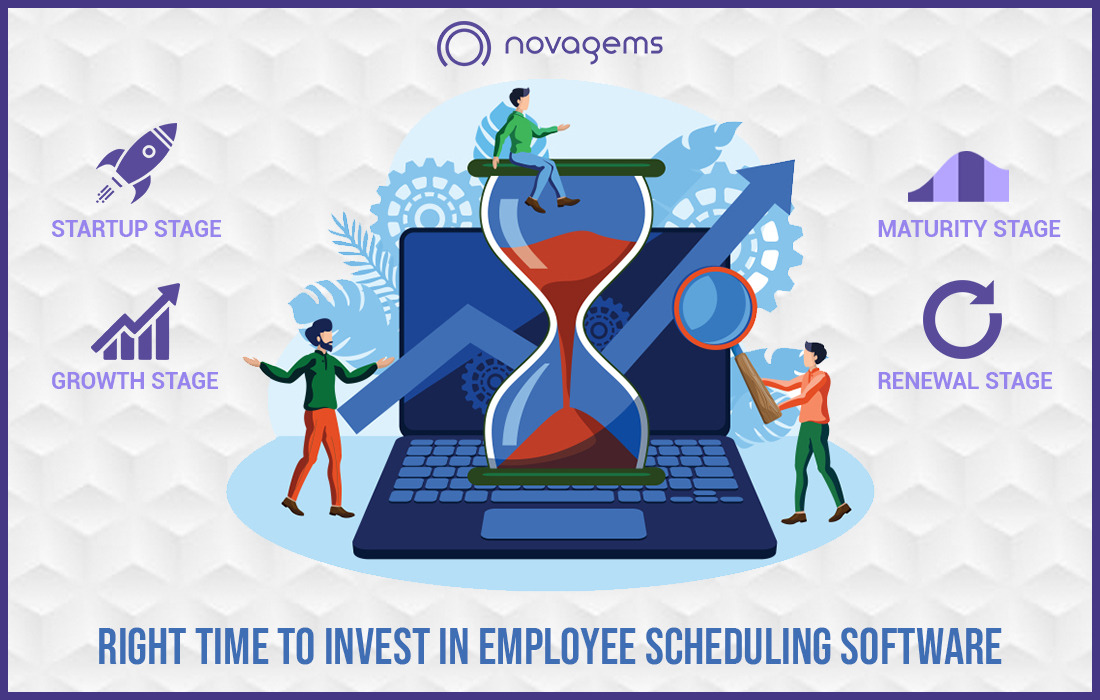 novagems
STARTUP STAGE
GROWTH STAGE
MATURITY STAGE
RENEWAL STAGE
RIGHT TIME TO INVEST IN EMPLOYEE SCHEDULING SOFTWARE